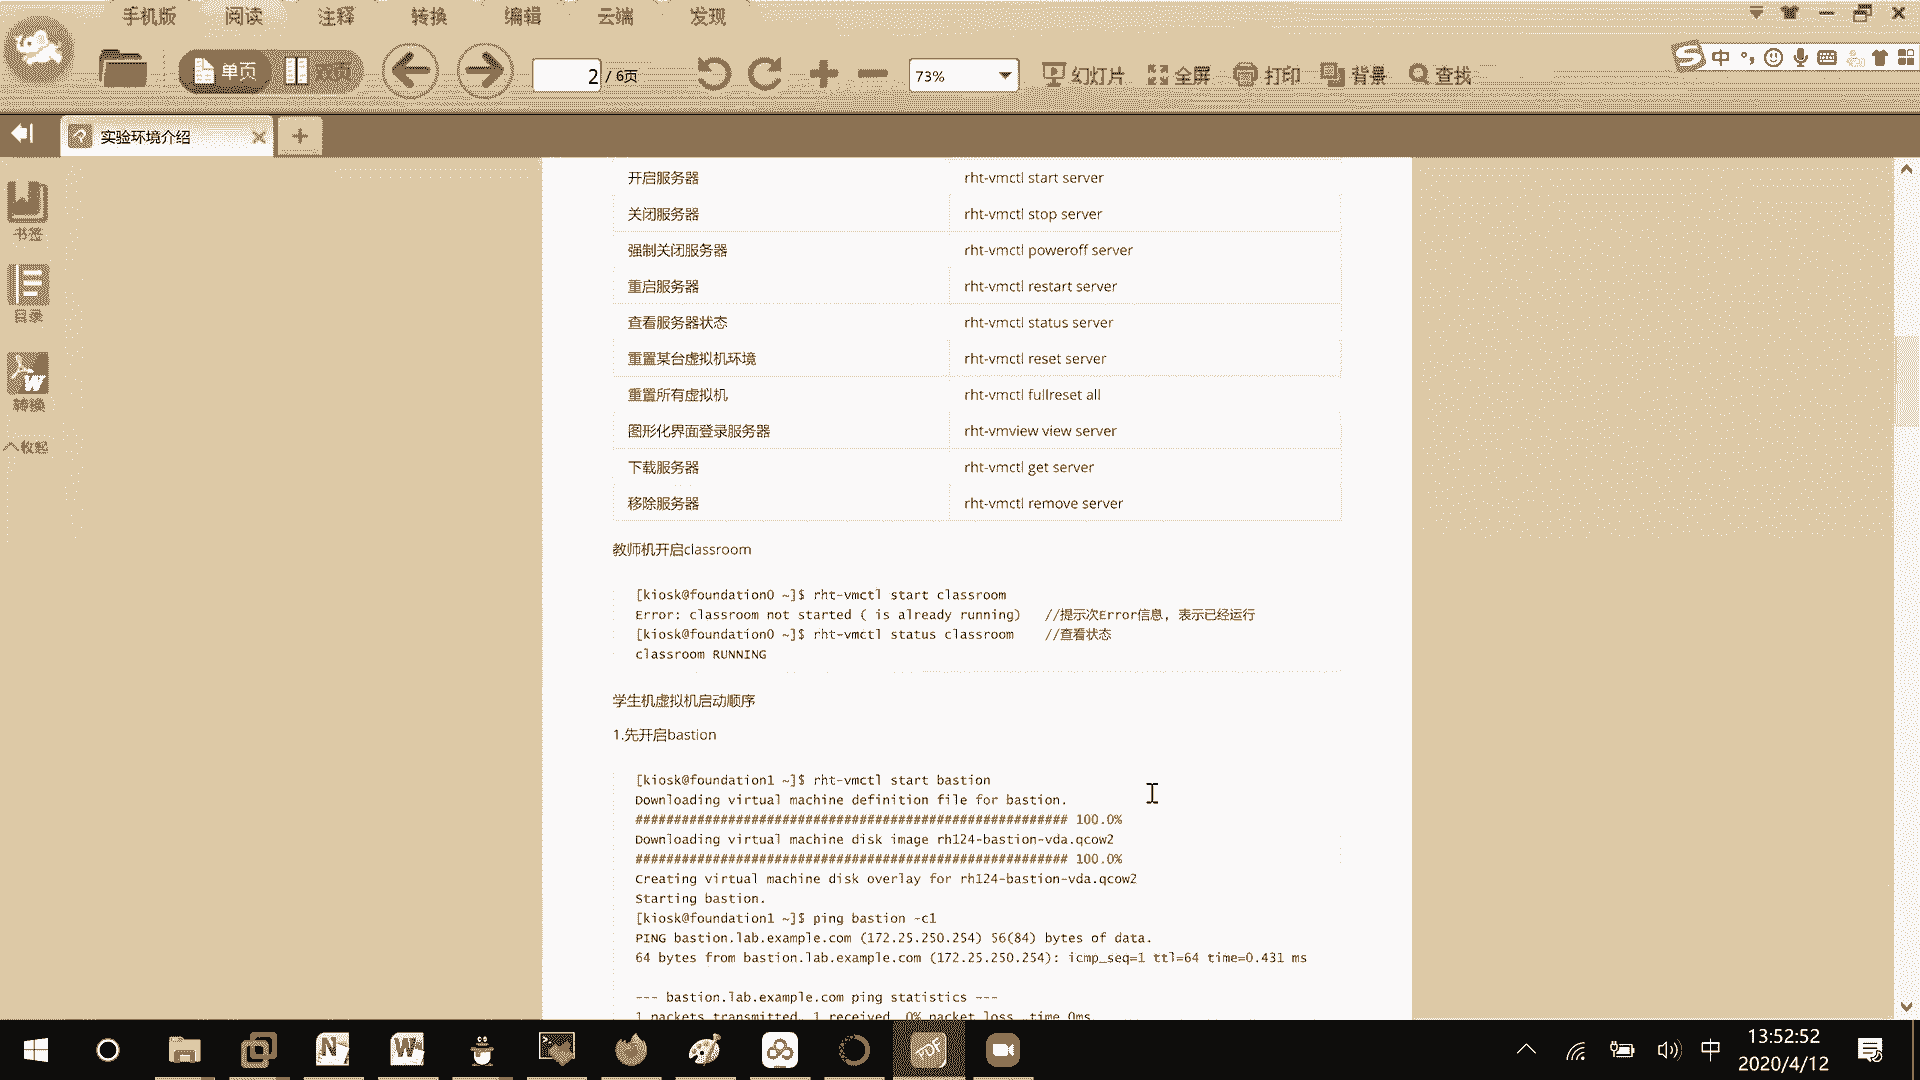 手机版 阅读 注释 转换 编辑 云端 发现
单页 双页 2 / 6页 73% 幻灯片 全屏 打印 背景 查找
中
实验环境介绍
书签
目录
转换
收起
开启服务器 rht-vmctl start server
关闭服务器 rht-vmctl stop server
强制关闭服务器 rht-vmctl poweroff server
重启服务器 rht-vmctl restart server
查看服务器状态 rht-vmctl status server
重置某台虚拟机环境 rht-vmctl reset server
重置所有虚拟机 rht-vmctl fullreset all
图形化界面登录服务器 rht-vmview view server
下载服务器 rht-vmctl get server
移除服务器 rht-vmctl remove server
教师机开启classroom
[kiosk@foundation0 ~]$ rht-vmctl start classroom
Error: classroom not started ( is already running) //提示次Error信息, 表示已经运行
[kiosk@foundation0 ~]$ rht-vmctl status classroom //查看状态
classroom RUNNING
学生机虚拟机启动顺序
1.先开启bastion
[kiosk@foundation1 ~]$ rht-vmctl start bastion
Downloading virtual machine definition file for bastion.
######################################################## 100.0%
Downloading virtual machine disk image rh124-bastion-vda.qcow2
######################################################## 100.0%
Creating virtual machine disk overlay for rh124-bastion-vda.qcow2
Starting bastion.
[kiosk@foundation1 ~]$ ping bastion -c1
PING bastion.lab.example.com (172.25.250.254) 56(84) bytes of data.
64 bytes from bastion.lab.example.com (172.25.250.254): icmp_seq=1 ttl=64 time=0.431 ms
--- bastion.lab.example.com ping statistics ---
1 packets transmitted, 1 received, 0% packet loss, time 0ms
中
13:52:52
2020/4/12